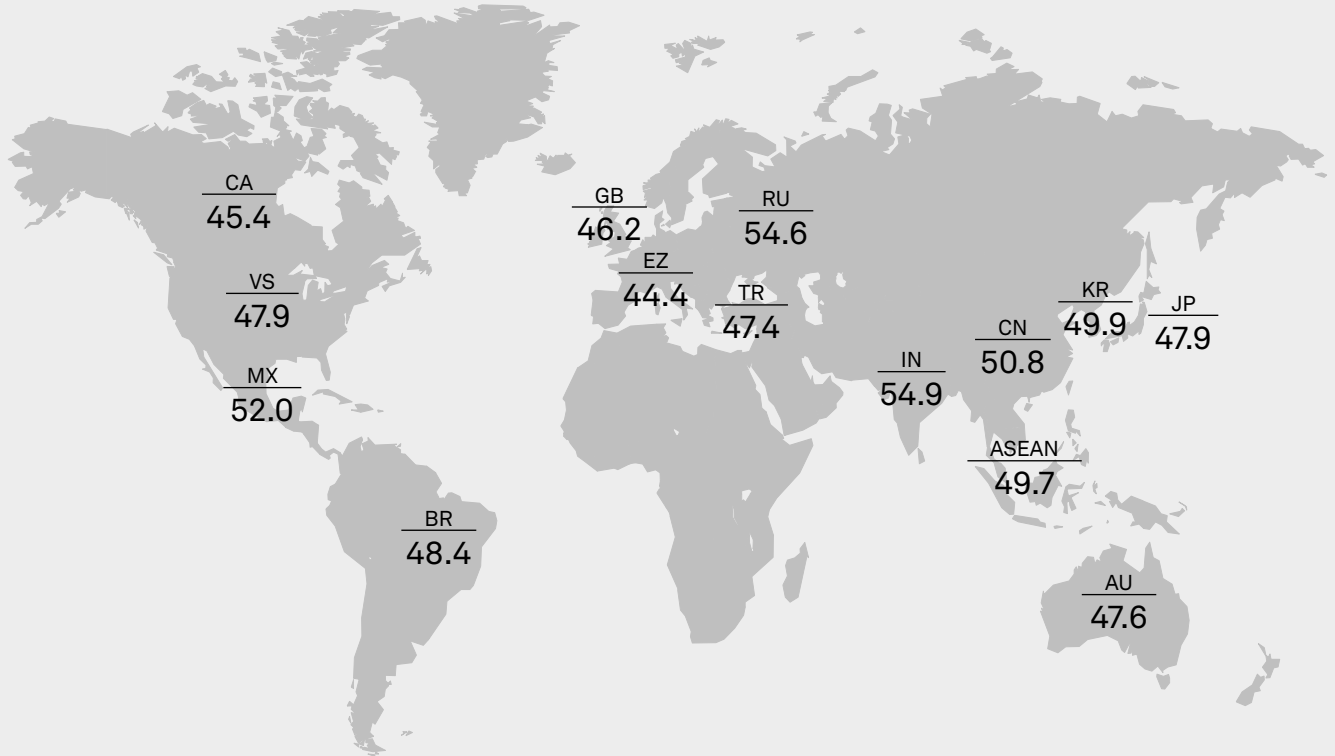 CA
45.4
GB
46.2
RU
54.6
EZ
44.4
VS
47.9
TR
47.4
KR
49.9
JP
47.9
CN
50.8
IN
54.9
MX
52.0
ASEAN
49.7
BR
48.4
AU
47.6